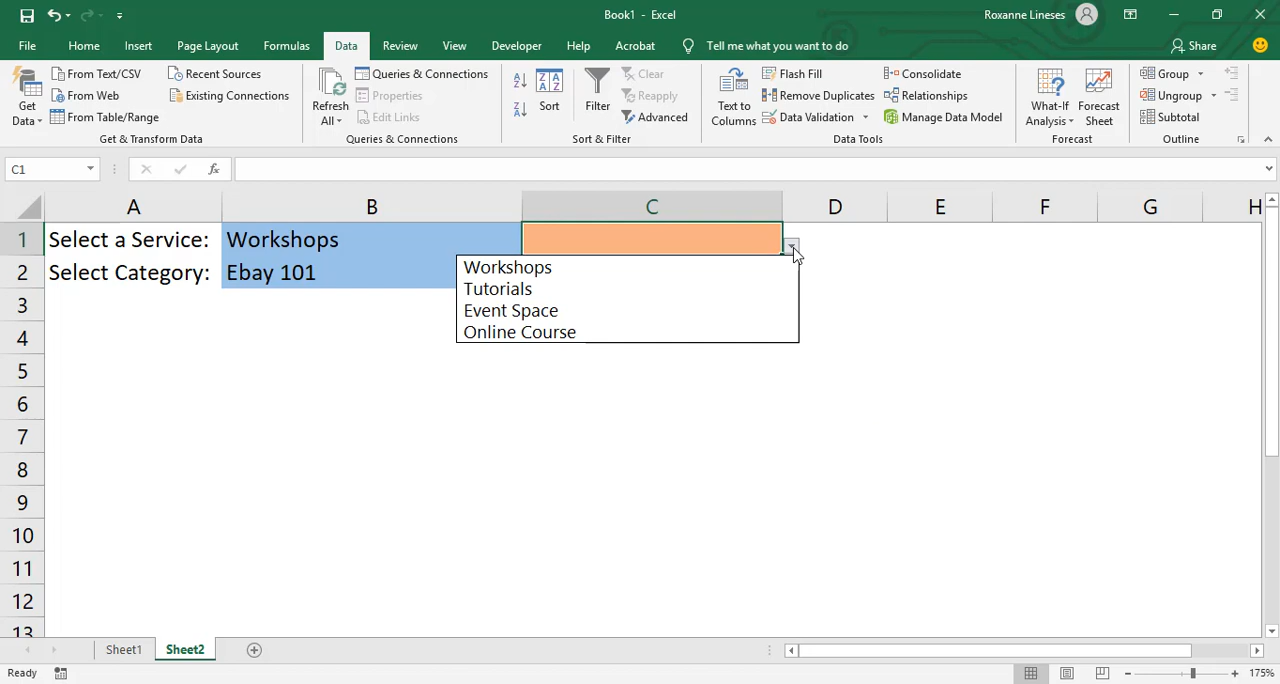 Book1 - Excel
Roxanne Lineses
File Home Insert Page Layout Formulas Data Review View Developer Help Acrobat Tell me what you want to do Share
Get Data
From Text/CSV
From Web
From Table/Range
Recent Sources
Existing Connections
Get & Transform Data
Refresh All
Queries & Connections
Properties
Edit Links
Queries & Connections
Sort
Filter
Clear
Reapply
Advanced
Sort & Filter
Text to Columns
Flash Fill
Remove Duplicates
Data Validation
Consolidate
Relationships
Manage Data Model
Data Tools
What-If Analysis
Forecast Sheet
Forecast
Group
Ungroup
Subtotal
Outline
C1 fx
A B C D E F G H
1 Select a Service: Workshops
2 Select Category: Ebay 101
Workshops
Tutorials
Event Space
Online Course
3
4
5
6
7
8
9
10
11
12
13
Sheet1 Sheet2
Ready 175%